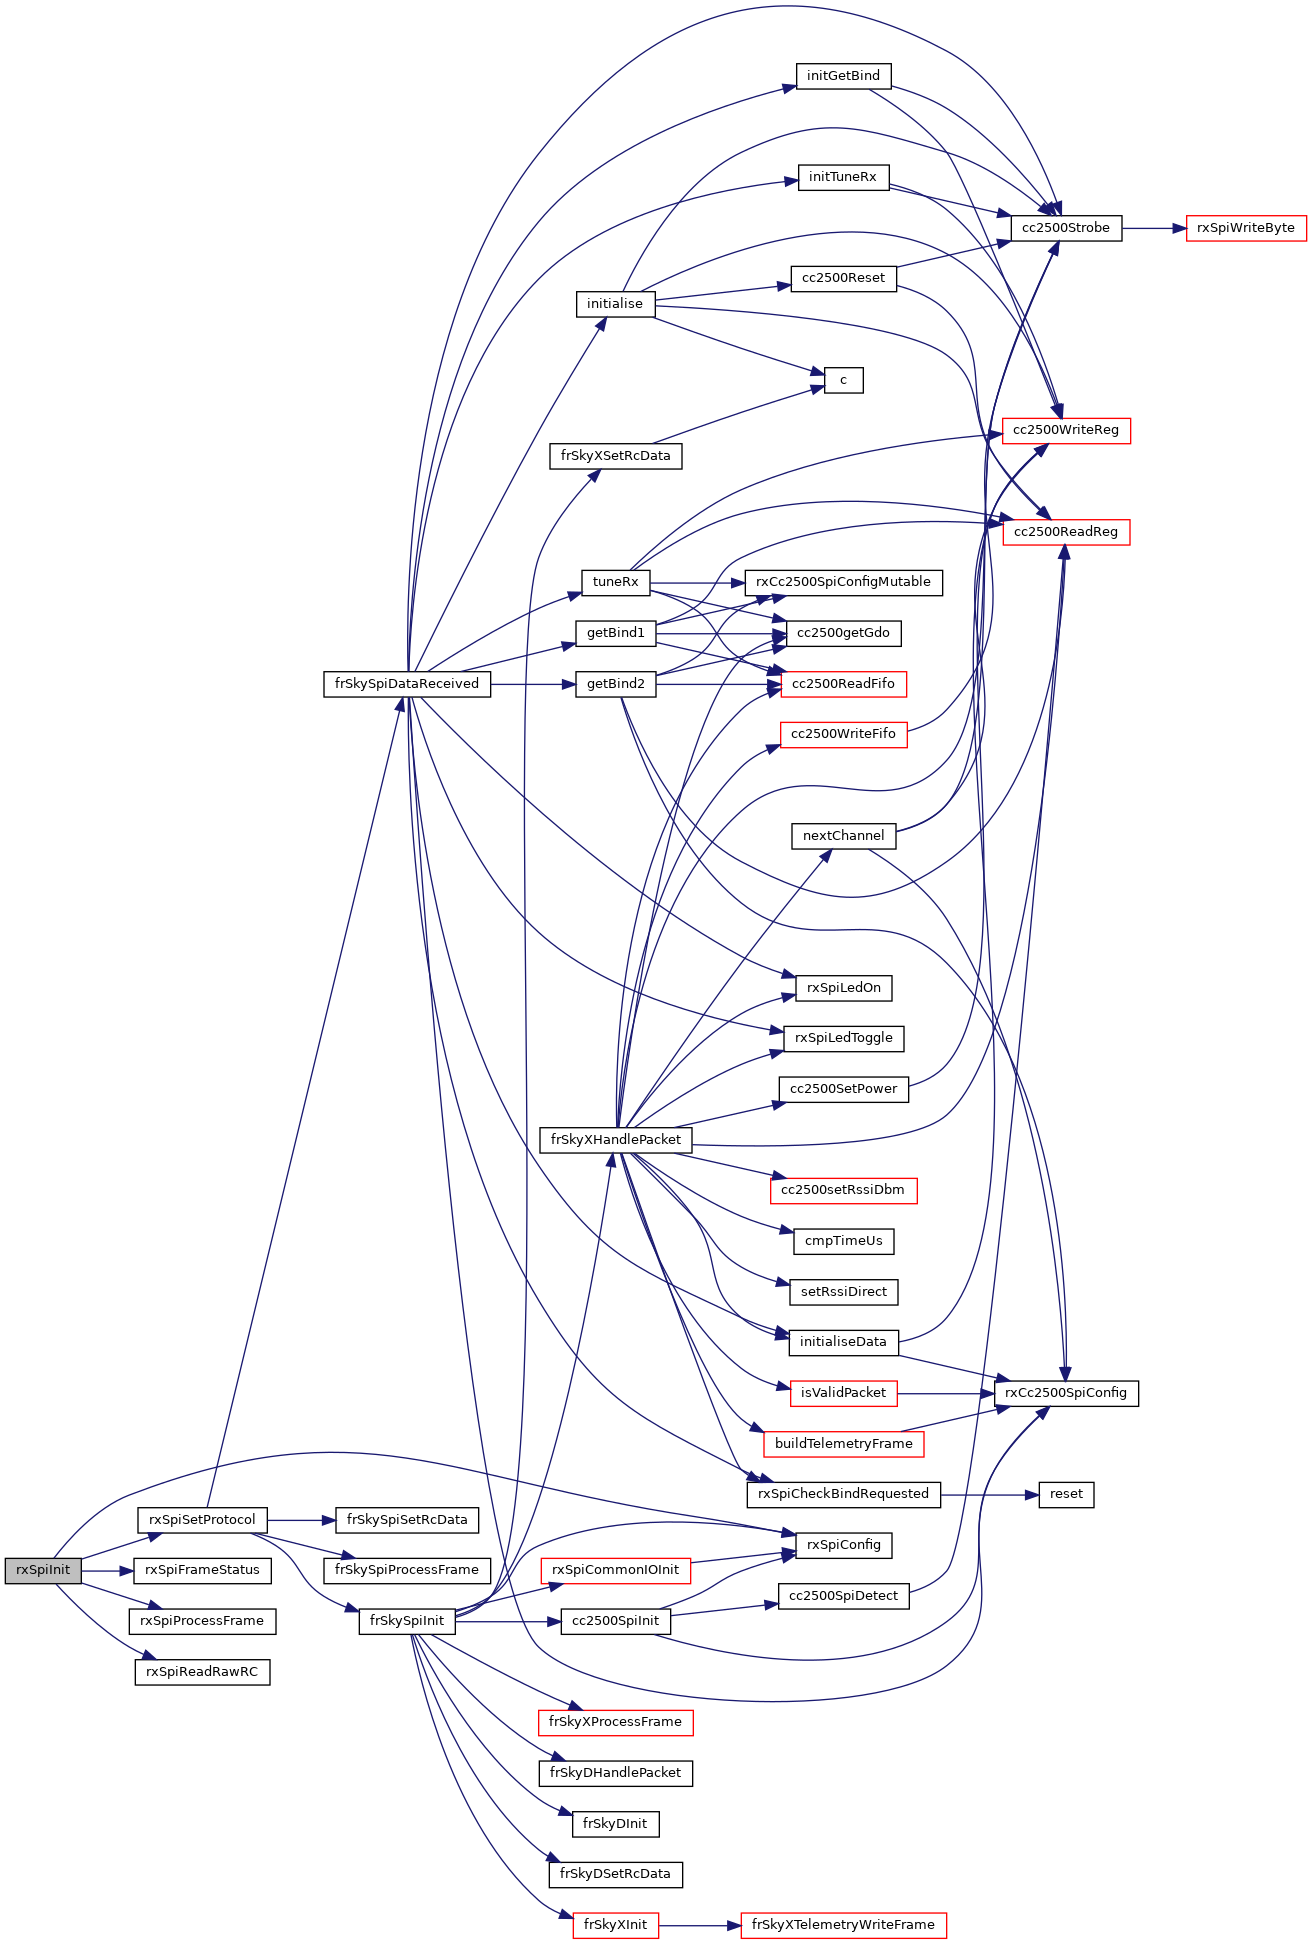 initGetBind
initTuneRx
cc2500Strobe
rxSpiWriteByte
cc2500Reset
initialise
c
cc2500WriteReg
frSkyXSetRcData
cc2500ReadReg
tuneRx
rxCc2500SpiConfigMutable
getBind1
cc2500getGdo
frSkySpiDataReceived
getBind2
cc2500ReadFifo
cc2500WriteFifo
nextChannel
rxSpiLedOn
rxSpiLedToggle
cc2500SetPower
frSkyXHandlePacket
cc2500setRssiDbm
cmpTimeUs
setRssiDirect
initialiseData
isValidPacket
rxCc2500SpiConfig
buildTelemetryFrame
rxSpiCheckBindRequested
reset
rxSpiSetProtocol
frSkySpiSetRcData
rxSpiConfig
rxSpiInit
rxSpiFrameStatus
frSkySpiProcessFrame
rxSpiCommonIOInit
cc2500SpiDetect
rxSpiProcessFrame
frSkySpiInit
cc2500SpiInit
rxSpiReadRawRC
frSkyXProcessFrame
frSkyDHandlePacket
frSkyDInit
frSkyDSetRcData
frSkyXInit
frSkyXTelemetryWriteFrame